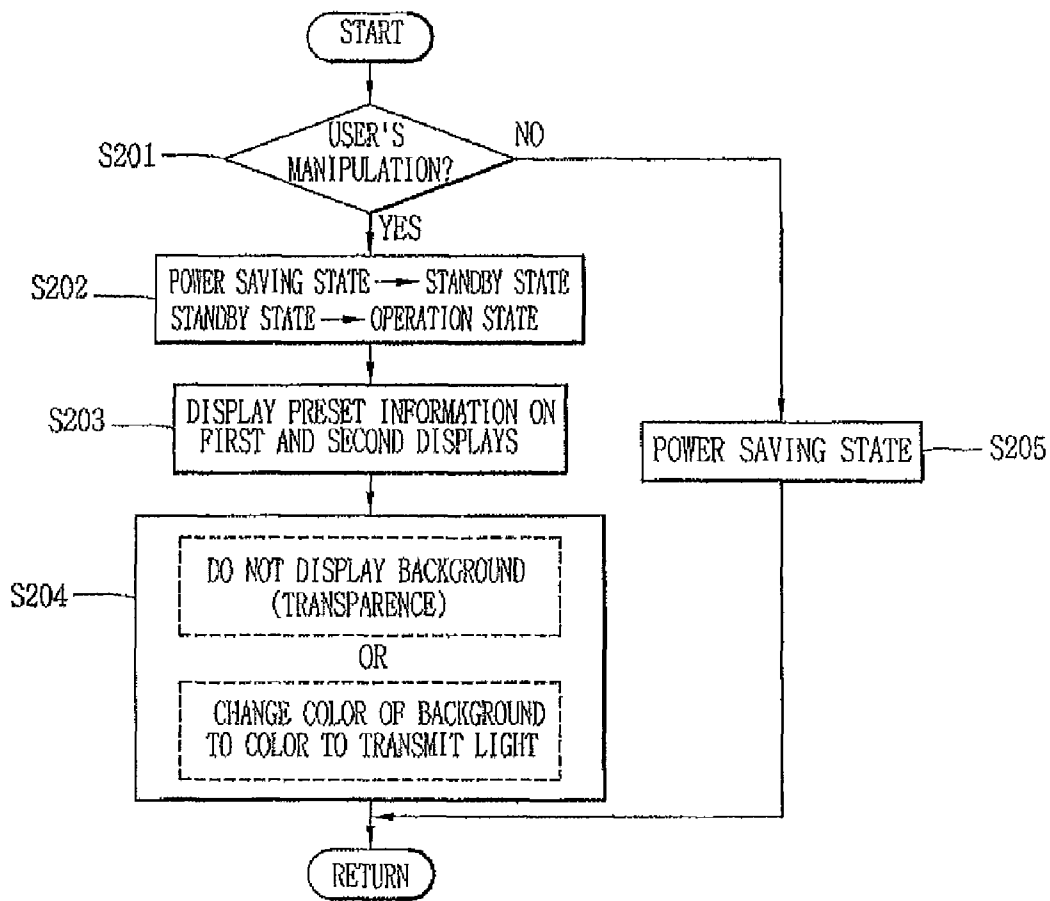 START
USER'S
MANIPULATION?
NO
S201
YES
S202
POWER SAVING STATE → STANDBY STATE
STANDBY STATE → OPERATION STATE
S203
DISPLAY PRESET INFORMATION ON
FIRST AND SECOND DISPLAYS
POWER SAVING STATE
S205
S204
DO NOT DISPLAY BACKGROUND
(TRANSPARENCE)
OR
CHANGE COLOR OF BACKGROUND
TO COLOR TO TRANSMIT LIGHT
RETURN